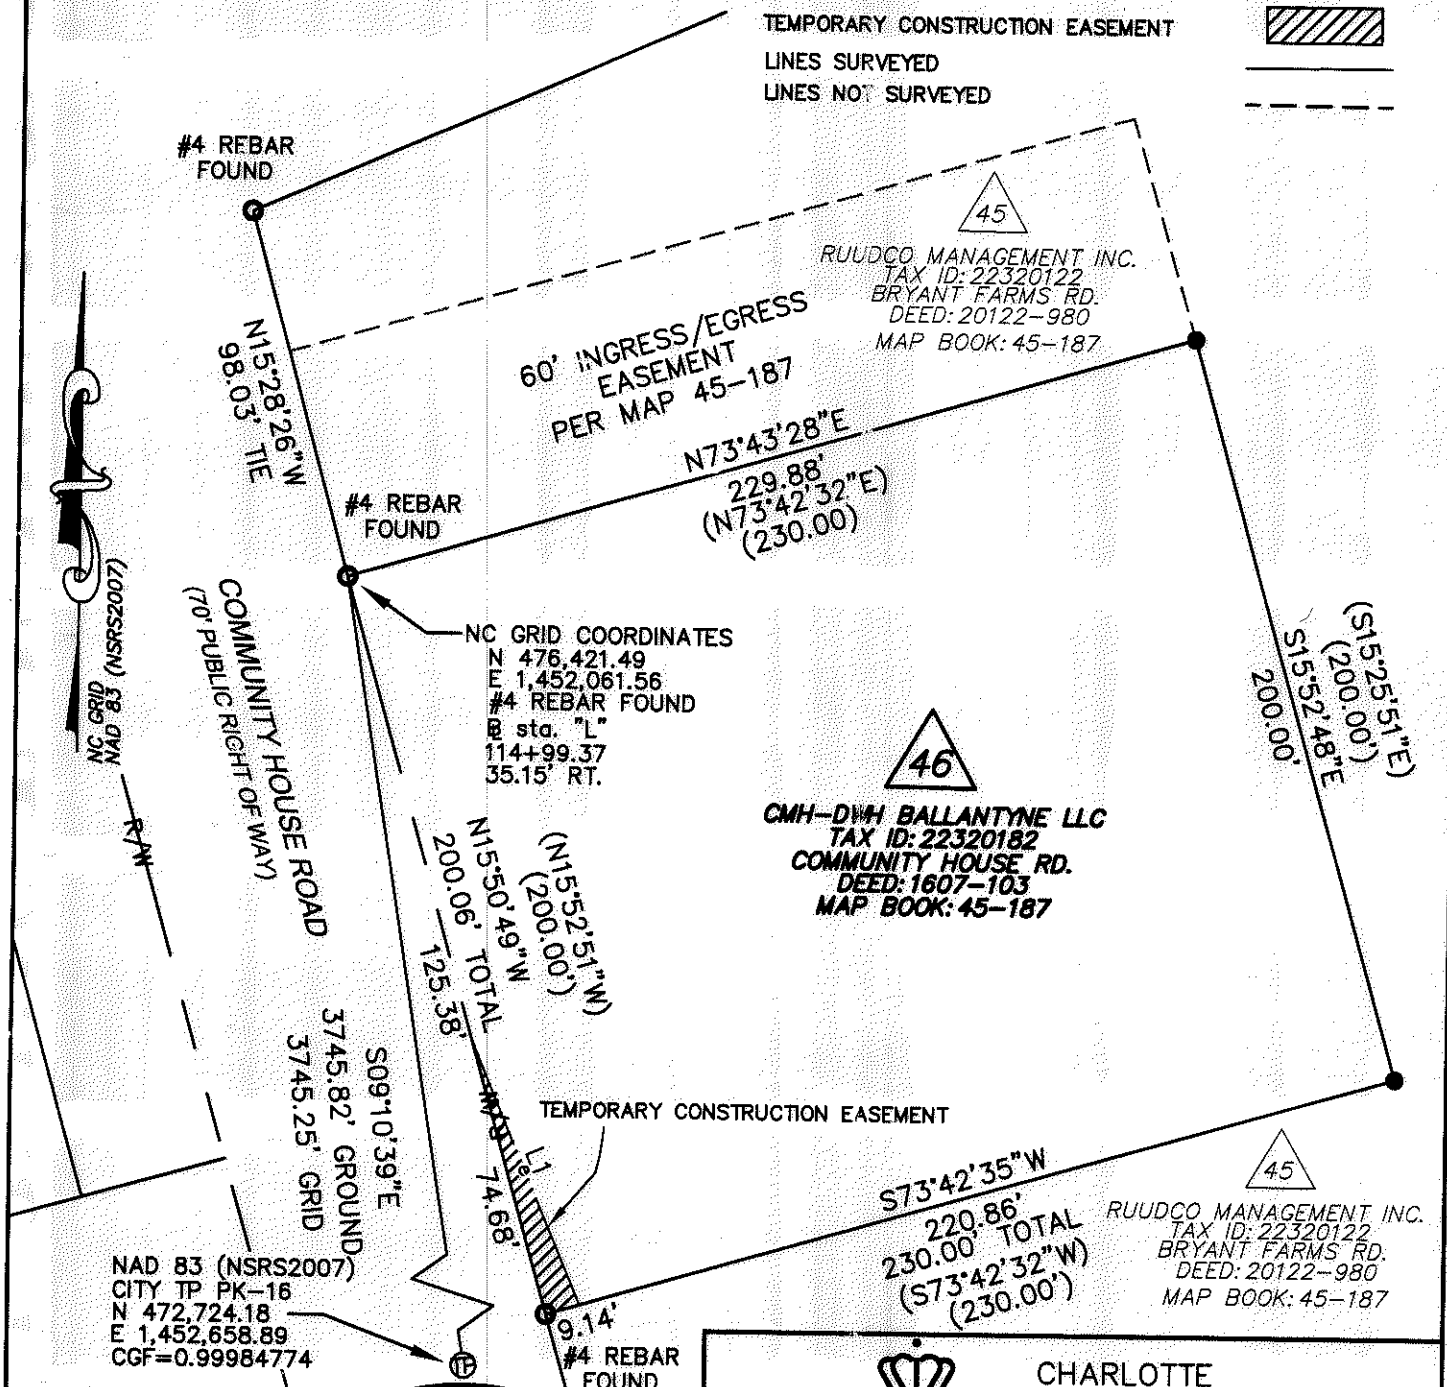 TEMPORARY CONSTRUCTION EASEMENT
LINES SURVEYED
LINES NOT SURVEYED
#4 REBAR
FOUND
45
RUUDCO MANAGEMENT INC.
TAX ID: 22320122
BRYANT FARMS RD.
DEED: 20122-980
MAP BOOK: 45-187
60' INGRESS/EGRESS
EASEMENT
PER MAP 45-187
N15°28'26"W
98.03' TIE
N73°43'28"E
229.88'
(N73°42'32"E)
(230.00)
#4 REBAR
FOUND
NC GRID
NAD 83 (NSRS2007)
COMMUNITY HOUSE ROAD
(70' PUBLIC RIGHT OF WAY)
R/W
NC GRID COORDINATES
N 476,421.49
E 1,452,061.56
#4 REBAR FOUND
sta. "L"
114+99.37
35.15' RT.
(S15°25'51"E)
(200.00')
S15°52'48"E
200.00'
46
CMH-DWH BALLANTYNE LLC
TAX ID: 22320182
COMMUNITY HOUSE RD.
DEED: 1607-103
MAP BOOK: 45-187
(N15°52'51"W)
(200.00')
N15°50'49"W
200.06' TOTAL
125.38'
S09°10'39"E
3745.82' GROUND
3745.25' GRID
TEMPORARY CONSTRUCTION EASEMENT
R/W
L1
74.68'
S73°42'35"W
220.86'
230.00' TOTAL
(S73°42'32"W)
(230.00')
45
RUUDCO MANAGEMENT INC.
TAX ID: 22320122
BRYANT FARMS RD.
DEED: 20122-980
MAP BOOK: 45-187
NAD 83 (NSRS2007)
CITY TP PK-16
N 472,724.18
E 1,452,658.89
CGF=0.99984774
TP
9.14'
#4 REBAR
FOUND
CHARLOTTE